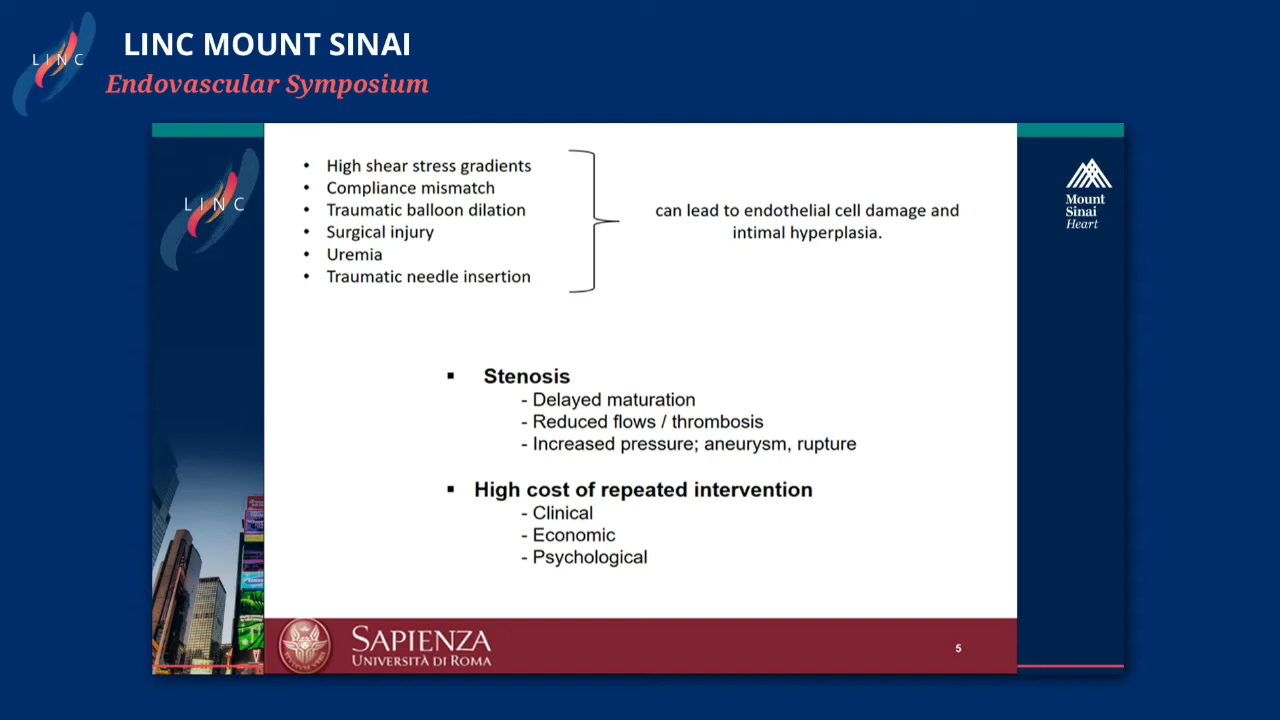 LINC
LINC MOUNT SINAI
Endovascular Symposium
LINC
Mount
Sinai
Heart
• High shear stress gradients
• Compliance mismatch
• Traumatic balloon dilation
• Surgical injury
• Uremia
• Traumatic needle insertion
can lead to endothelial cell damage and
intimal hyperplasia.
▪ Stenosis
- Delayed maturation
- Reduced flows / thrombosis
- Increased pressure; aneurysm, rupture
▪ High cost of repeated intervention
- Clinical
- Economic
- Psychological
SAPIENZA
UNIVERSITÀ DI ROMA
5